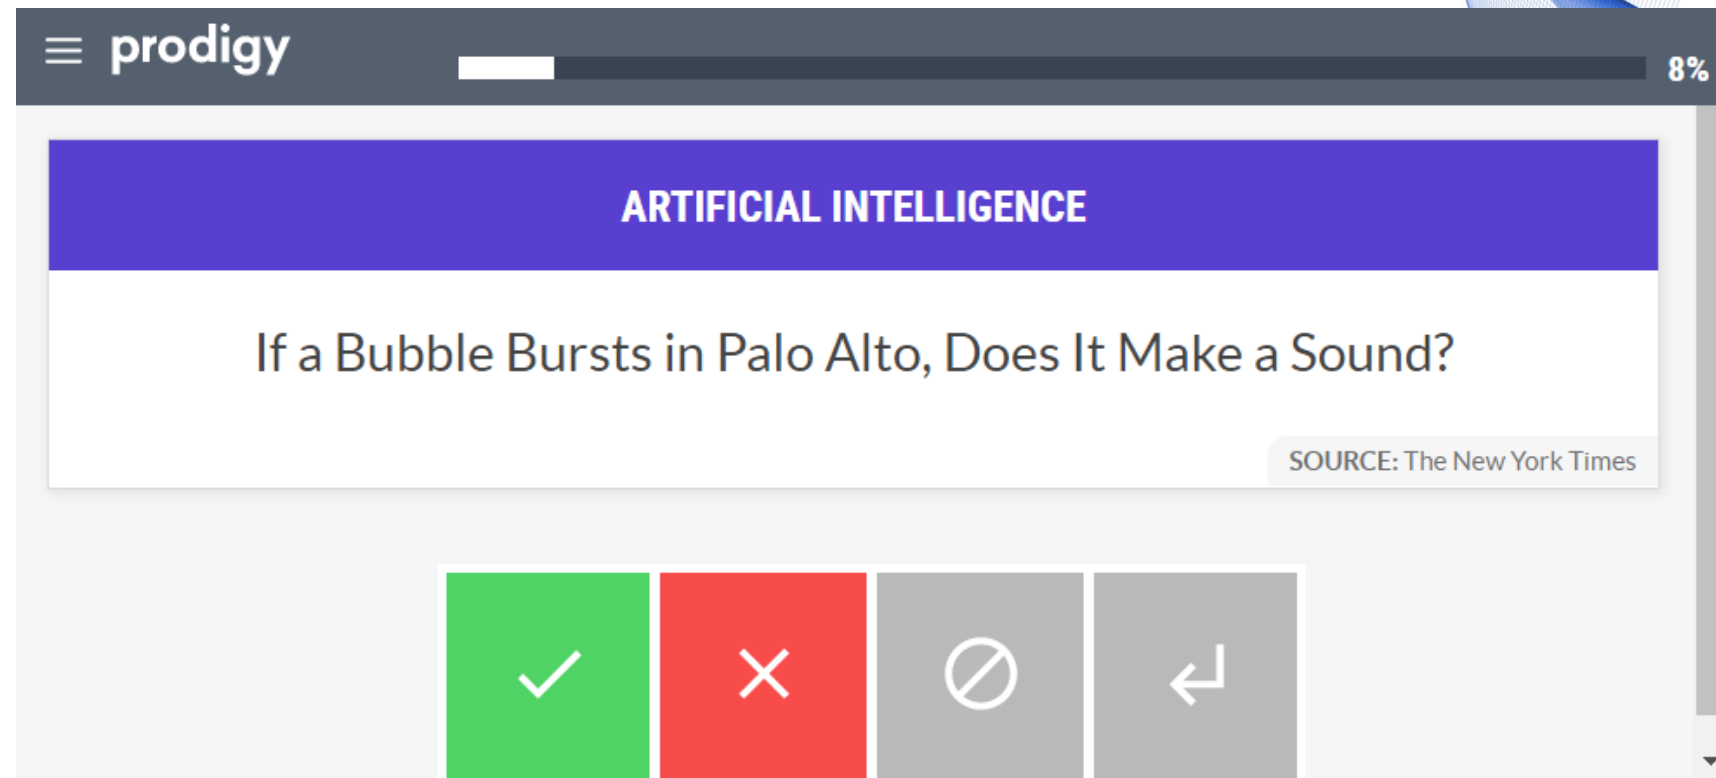 prodigy
8%
ARTIFICIAL INTELLIGENCE
If a Bubble Bursts in Palo Alto, Does It Make a Sound?
SOURCE: The New York Times